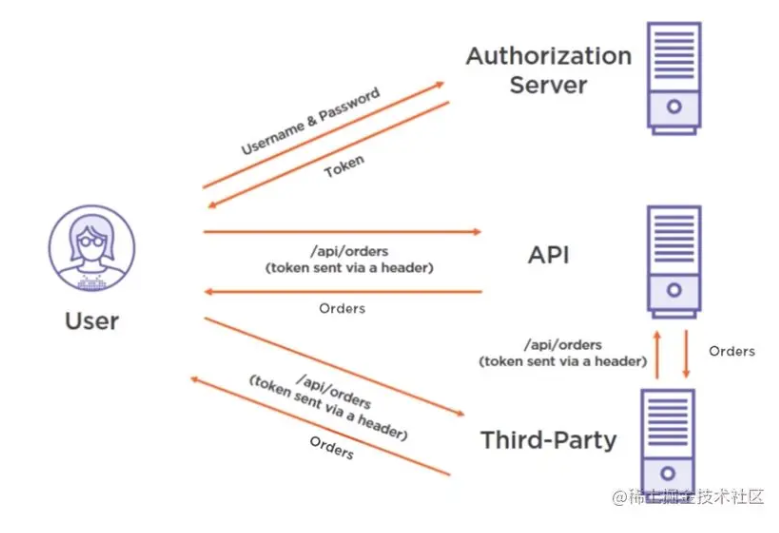 Authorization
Server
Username & Password
Token
/api/orders
(token sent via a header)
API
Orders
User
/api/orders
(token sent via a header)
Orders
/api/orders
(token sent via a header)
Orders
Third-Party
@稀土掘金技术社区